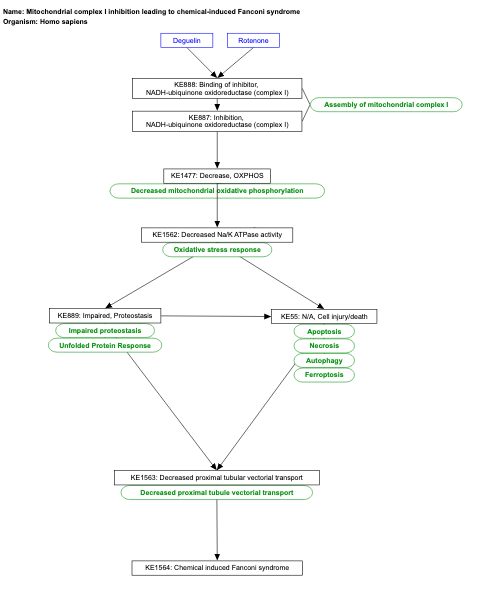 Name: Mitochondrial complex I inhibition leading to chemical-induced Fanconi syndrome
Organism: Homo sapiens
Deguelin
Rotenone
KE888: Binding of inhibitor,
NADH-ubiquinone oxidoreductase (complex I)
Assembly of mitochondrial complex I
KE887: Inhibition,
NADH-ubiquinone oxidoreductase (complex I)
KE1477: Decrease, OXPHOS
Decreased mitochondrial oxidative phosphorylation
KE1562: Decreased Na/K ATPase activity
Oxidative stress response
KE889: Impaired, Proteostasis
Impaired proteostasis
Unfolded Protein Response
KE55: N/A, Cell injury/death
Apoptosis
Necrosis
Autophagy
Ferroptosis
KE1563: Decreased proximal tubular vectorial transport
Decreased proximal tubule vectorial transport
KE1564: Chemical induced Fanconi syndrome